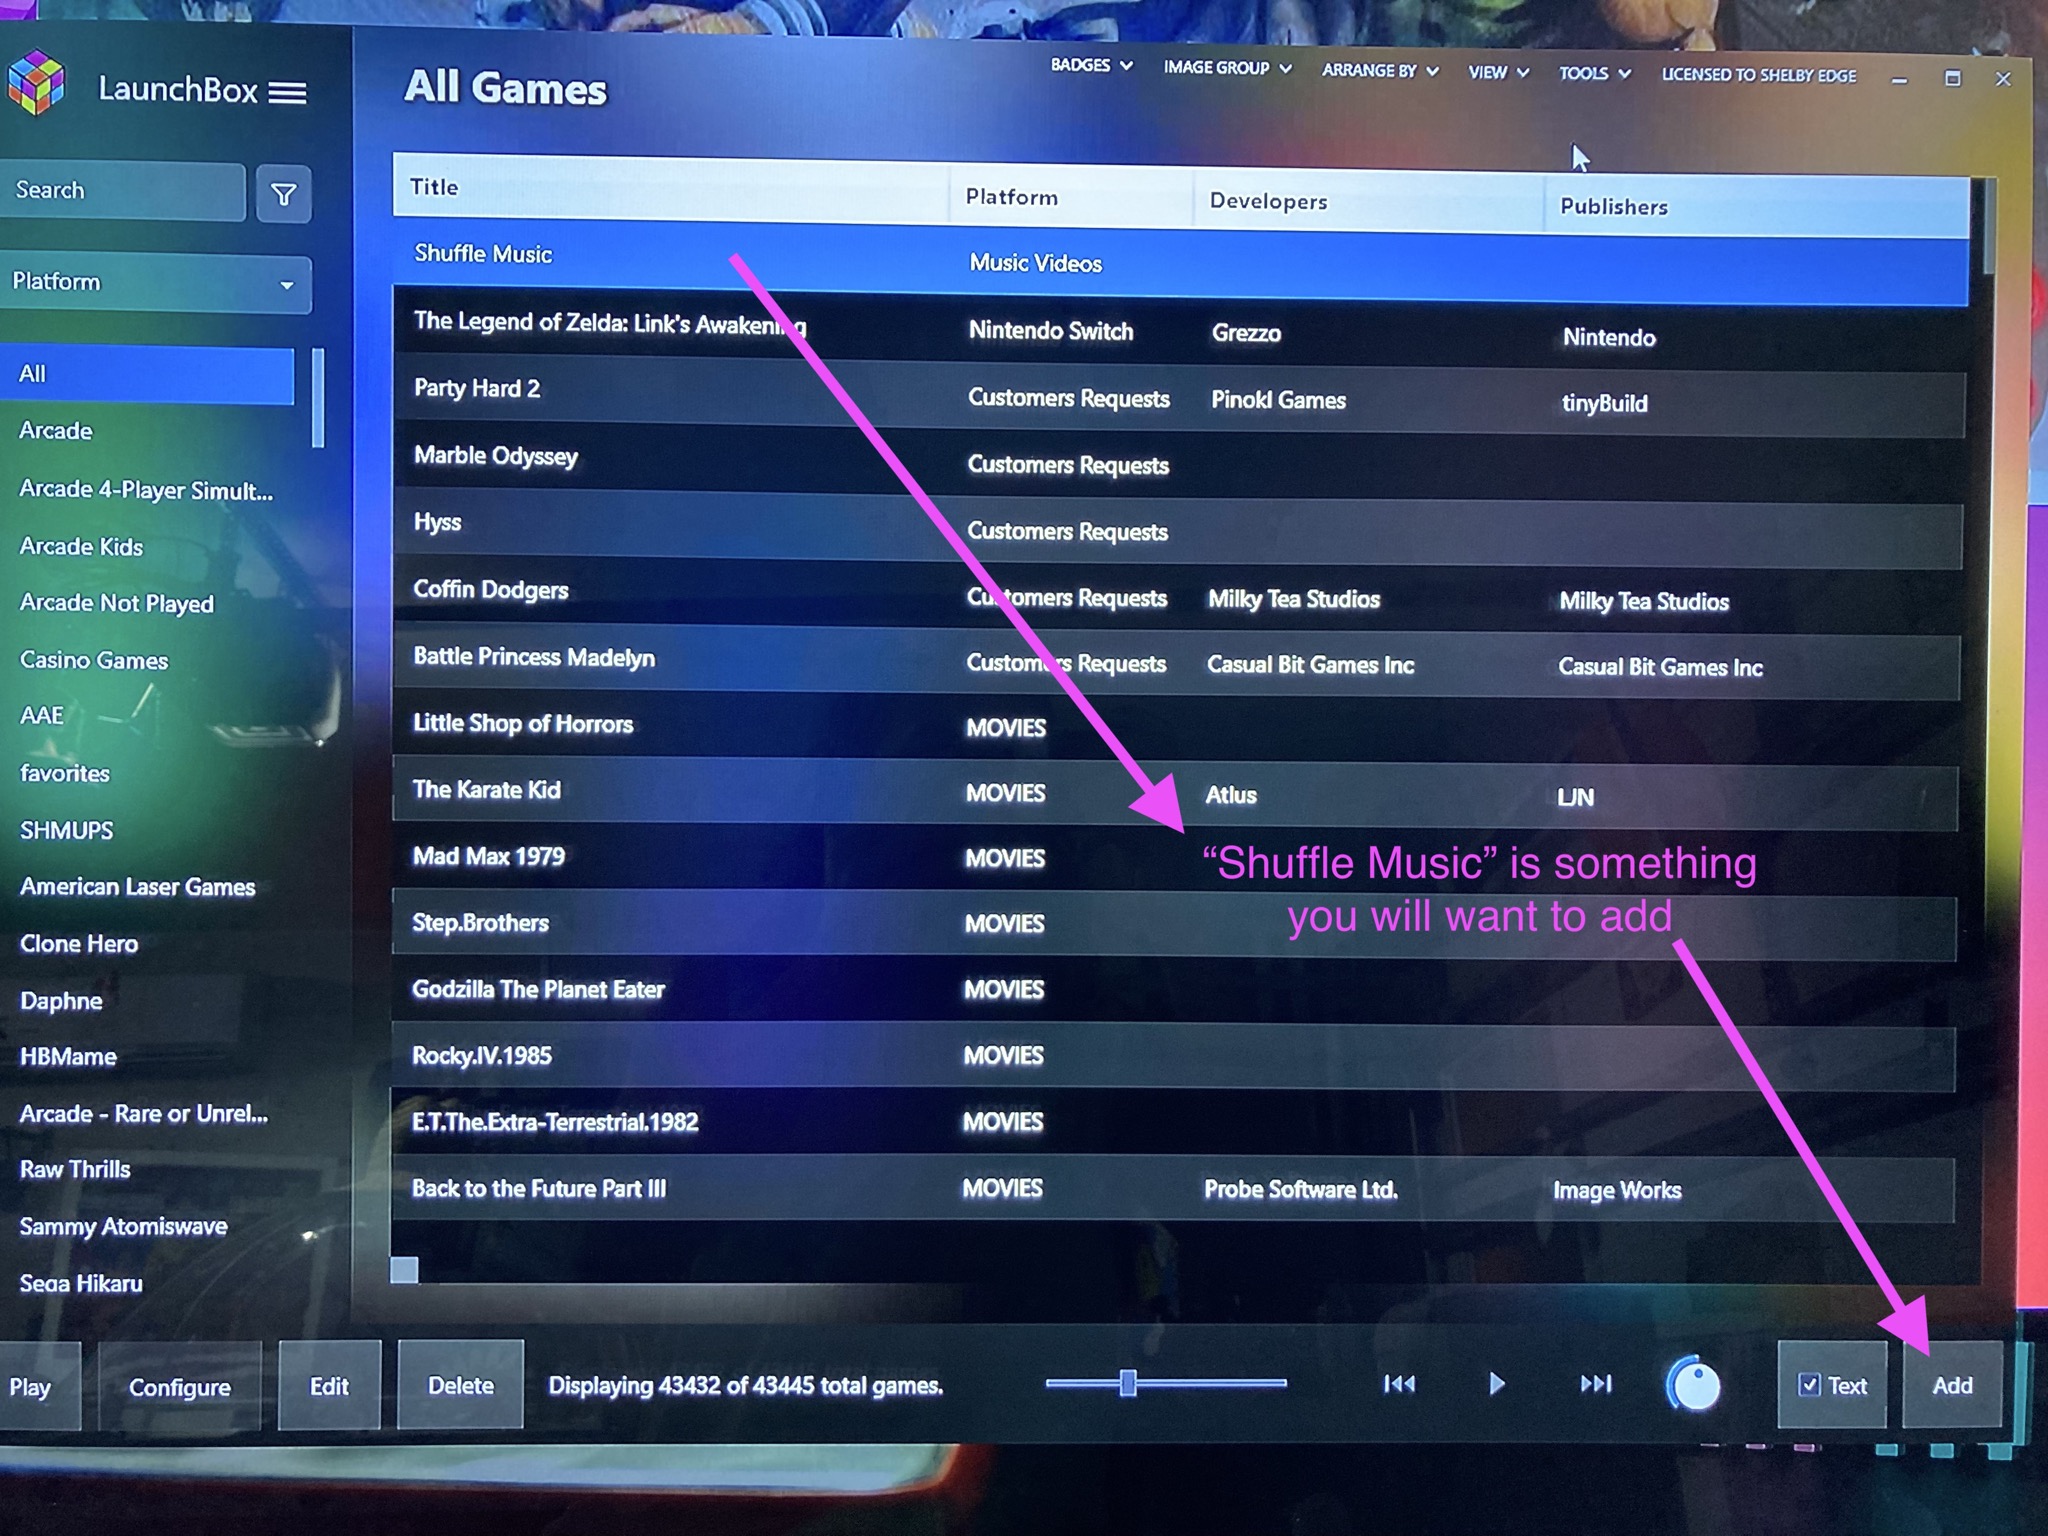 LaunchBox
All Games
BADGES
IMAGE GROUP
ARRANGE BY
VIEW
TOOLS
LICENSED TO SHELBY EDGE
Search
Platform
All
Arcade
Arcade 4-Player Simult...
Arcade Kids
Arcade Not Played
Casino Games
AAE
favorites
SHMUPS
American Laser Games
Clone Hero
Daphne
HBMame
Arcade - Rare or Unrel...
Raw Thrills
Sammy Atomiswave
Sega Hikaru
Title Platform Developers Publishers
Shuffle Music Music Videos
The Legend of Zelda: Link's Awakening Nintendo Switch Grezzo Nintendo
Party Hard 2 Customers Requests Pinokl Games tinyBuild
Marble Odyssey Customers Requests
Hyss Customers Requests
Coffin Dodgers Customers Requests Milky Tea Studios Milky Tea Studios
Battle Princess Madelyn Customers Requests Casual Bit Games Inc Casual Bit Games Inc
Little Shop of Horrors MOVIES
The Karate Kid MOVIES Atlus LJN
Mad Max 1979 MOVIES
Step.Brothers MOVIES
Godzilla The Planet Eater MOVIES
Rocky.IV.1985 MOVIES
E.T.The.Extra-Terrestrial.1982 MOVIES
Back to the Future Part III MOVIES Probe Software Ltd. Image Works
“Shuffle Music” is something
you will want to add
Play
Configure
Edit
Delete
Displaying 43432 of 43445 total games.
Text
Add